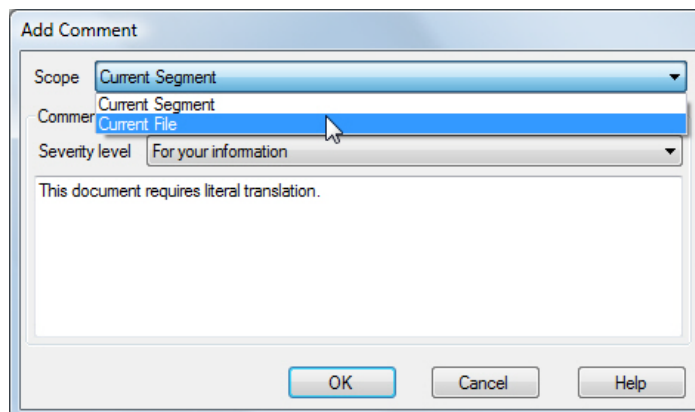 Add Comment
Scope Current Segment
Current Segment
Current File
Severity level For your information
This document requires literal translation.
OK Cancel Help